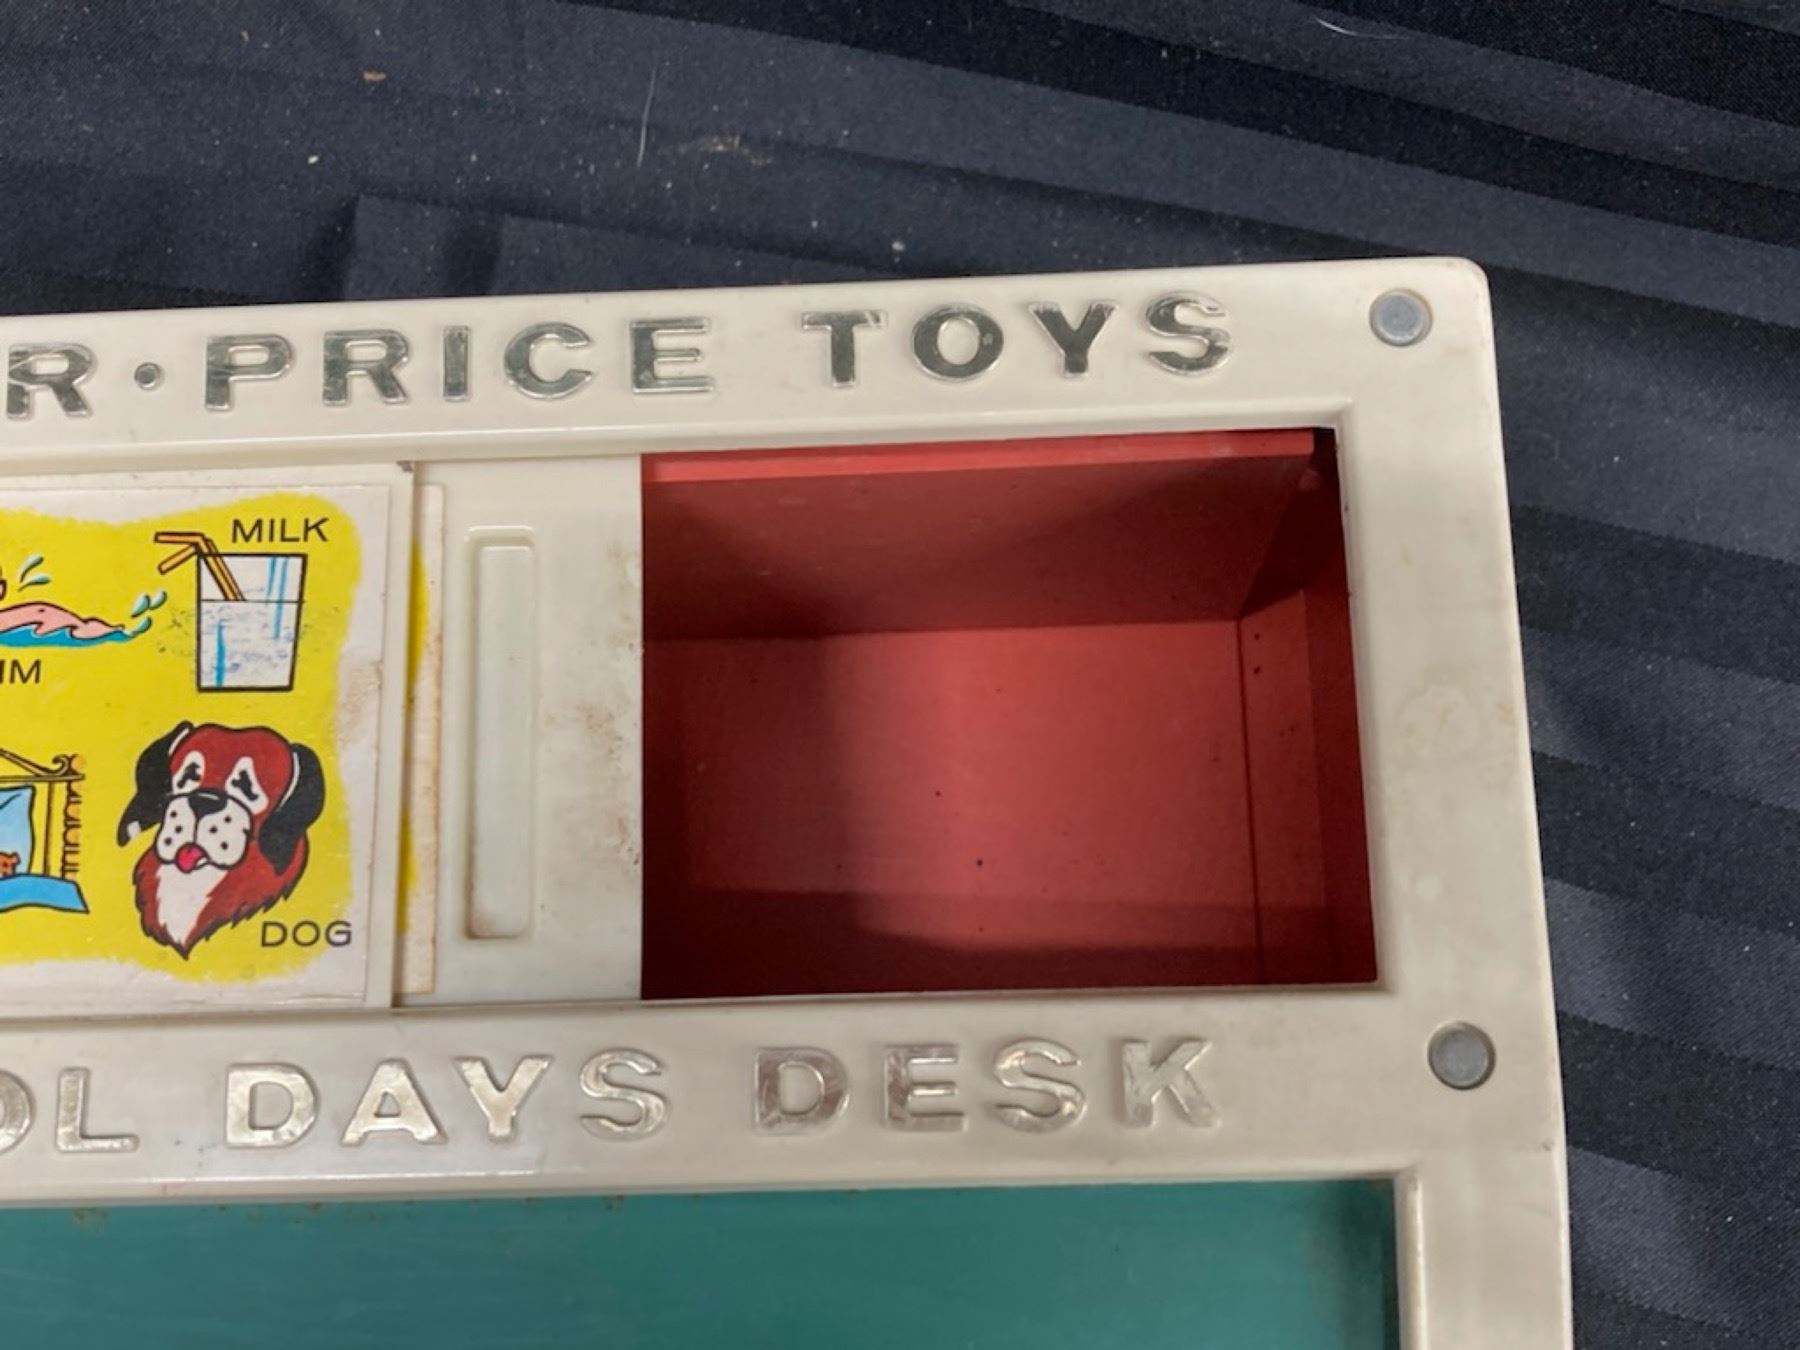 R·PRICE TOYS
MILK
IM
DOG
OL DAYS DESK